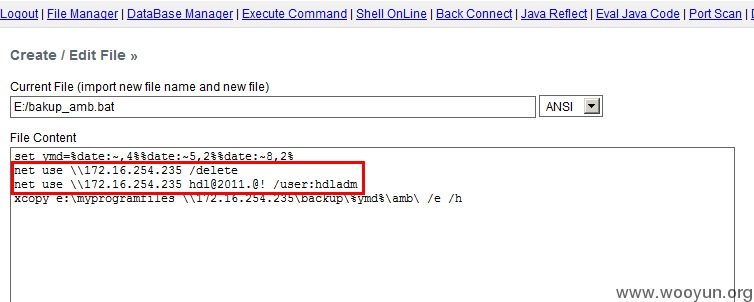 Logout | File Manager | DataBase Manager | Execute Command | Shell OnLine | Back Connect | Java Reflect | Eval Java Code | Port Scan |
Create / Edit File »
Current File (import new file name and new file)
E:/bakup_amb.bat
ANSI
File Content
set ymd=%date:~,4%%date:~5,2%%date:~8,2%
net use \\172.16.254.235 /delete
net use \\172.16.254.235 hdl@2011.@! /user:hdladm
xcopy e:\myprogramfiles \\172.16.254.235\backup\%ymd%\amb\ /e /h
www.wooyun.org